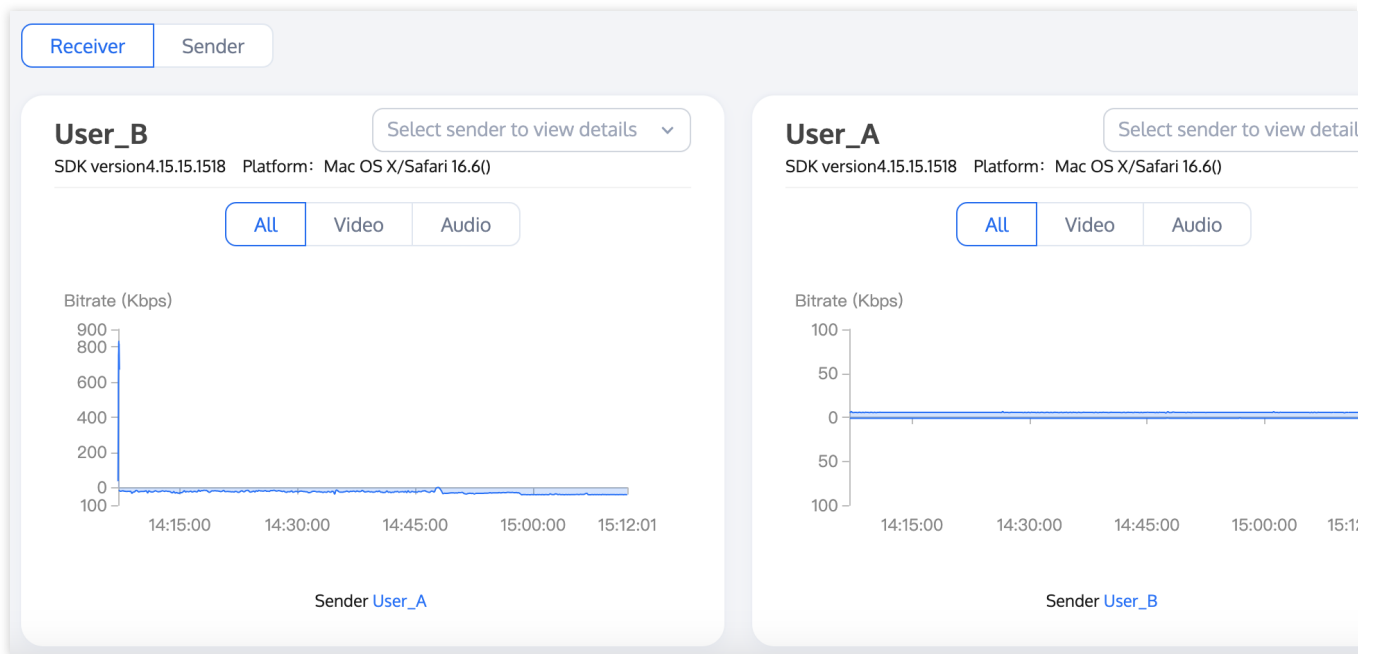 Receiver Sender
User_B
Select sender to view details
SDK version4.15.15.1518 Platform: Mac OS X/Safari 16.6()
All Video Audio
Bitrate (Kbps)
900
800
600
400
200
0
100
14:15:00 14:30:00 14:45:00 15:00:00 15:12:01
Sender User_A
User_A
Select sender to view detail
SDK version4.15.15.1518 Platform: Mac OS X/Safari 16.6()
All Video Audio
Bitrate (Kbps)
100
50
0
50
100
14:15:00 14:30:00 14:45:00 15:00:00 15:1
Sender User_B